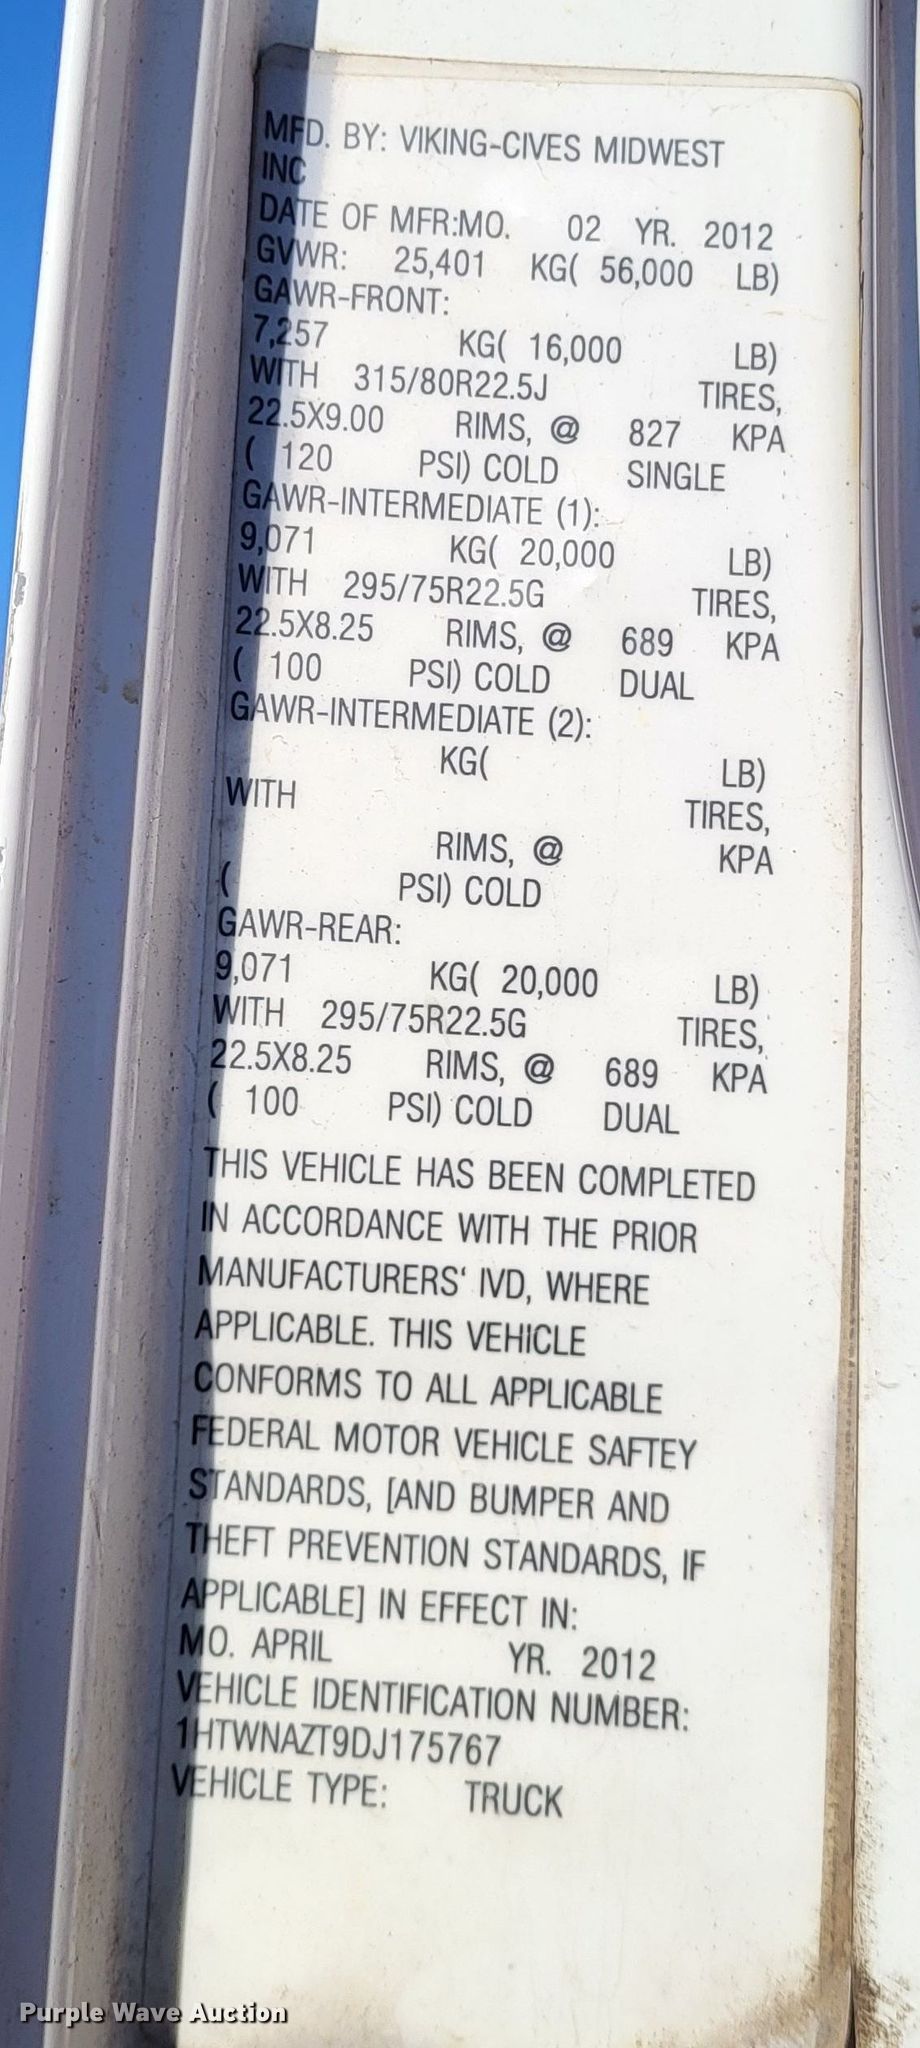 MFD. BY: VIKING-CIVES MIDWEST
INC
DATE OF MFR:MO. 02 YR. 2012
GVWR: 25,401 KG( 56,000 LB)
GAWR-FRONT:
7,257 KG( 16,000 LB)
WITH 315/80R22.5J TIRES,
22.5X9.00 RIMS, @ 827 KPA
( 120 PSI) COLD SINGLE
GAWR-INTERMEDIATE (1):
9,071 KG( 20,000 LB)
WITH 295/75R22.5G TIRES,
22.5X8.25 RIMS, @ 689 KPA
( 100 PSI) COLD DUAL
GAWR-INTERMEDIATE (2):
KG( LB)
WITH TIRES,
RIMS, @ KPA
( PSI) COLD
GAWR-REAR:
9,071 KG( 20,000 LB)
WITH 295/75R22.5G TIRES,
22.5X8.25 RIMS, @ 689 KPA
( 100 PSI) COLD DUAL
THIS VEHICLE HAS BEEN COMPLETED
IN ACCORDANCE WITH THE PRIOR
MANUFACTURERS' IVD, WHERE
APPLICABLE. THIS VEHICLE
CONFORMS TO ALL APPLICABLE
FEDERAL MOTOR VEHICLE SAFTEY
STANDARDS, [AND BUMPER AND
THEFT PREVENTION STANDARDS, IF
APPLICABLE] IN EFFECT IN:
MO. APRIL YR. 2012
VEHICLE IDENTIFICATION NUMBER:
1HTWNAZT9DJ175767
VEHICLE TYPE: TRUCK
Purple Wave Auction